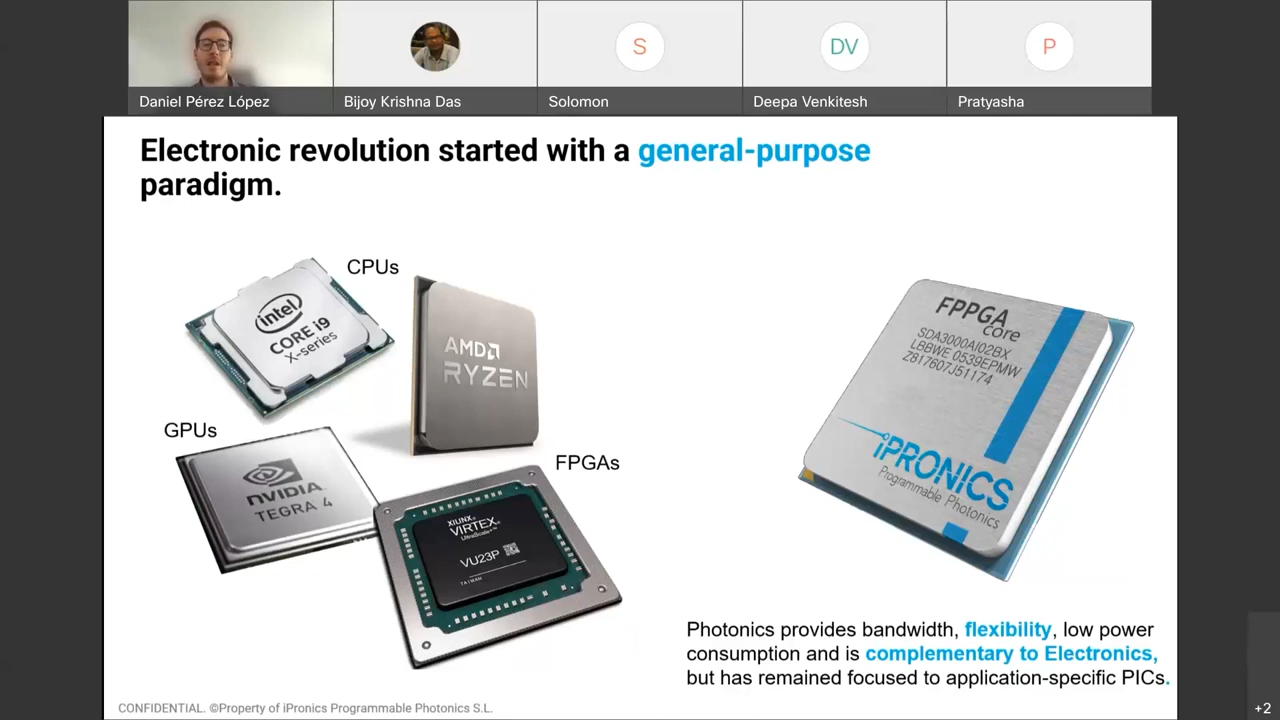 S
DV
P
Daniel Pérez López
Bijoy Krishna Das
Solomon
Deepa Venkitesh
Pratyasha
Electronic revolution started with a general-purpose
paradigm.
CPUs
intel
CORE i9
X-series
AMD
RYZEN
GPUs
NVIDIA
TEGRA 4
FPGAs
XILINX
VIRTEX
UltraScale+™
VU23P
TAIWAN
FPPGA
core
SDA3000AI02BX
LBBWE 0539EPMW
Z817607J51174
iPRONICS
Programmable Photonics
Photonics provides bandwidth, flexibility, low power
consumption and is complementary to Electronics,
but has remained focused to application-specific PICs.
CONFIDENTIAL. ©Property of iPronics Programmable Photonics S.L.
+2